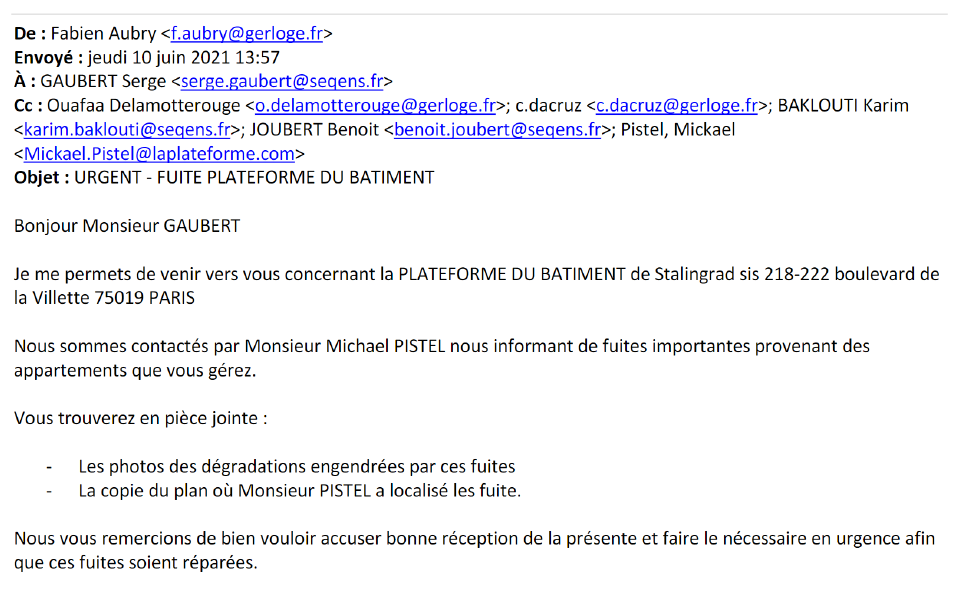 De : Fabien Aubry <f.aubry@gerloge.fr>
Envoyé : jeudi 10 juin 2021 13:57
À : GAUBERT Serge <serge.gaubert@seqens.fr>
Cc : Ouafaa Delamotterouge <o.delamotterouge@gerloge.fr>; c.dacruz <c.dacruz@gerloge.fr>; BAKLOUTI Karim
<karim.baklouti@seqens.fr>; JOUBERT Benoit <benoit.joubert@seqens.fr>; Pistel, Mickael
<Mickael.Pistel@laplateforme.com>
Objet : URGENT - FUITE PLATEFORME DU BATIMENT
Bonjour Monsieur GAUBERT
Je me permets de venir vers vous concernant la PLATEFORME DU BATIMENT de Stalingrad sis 218-222 boulevard de
la Villette 75019 PARIS
Nous sommes contactés par Monsieur Michael PISTEL nous informant de fuites importantes provenant des
appartements que vous gérez.
Vous trouverez en pièce jointe :
- Les photos des dégradations engendrées par ces fuites
- La copie du plan où Monsieur PISTEL a localisé les fuite.
Nous vous remercions de bien vouloir accuser bonne réception de la présente et faire le nécessaire en urgence afin
que ces fuites soient réparées.